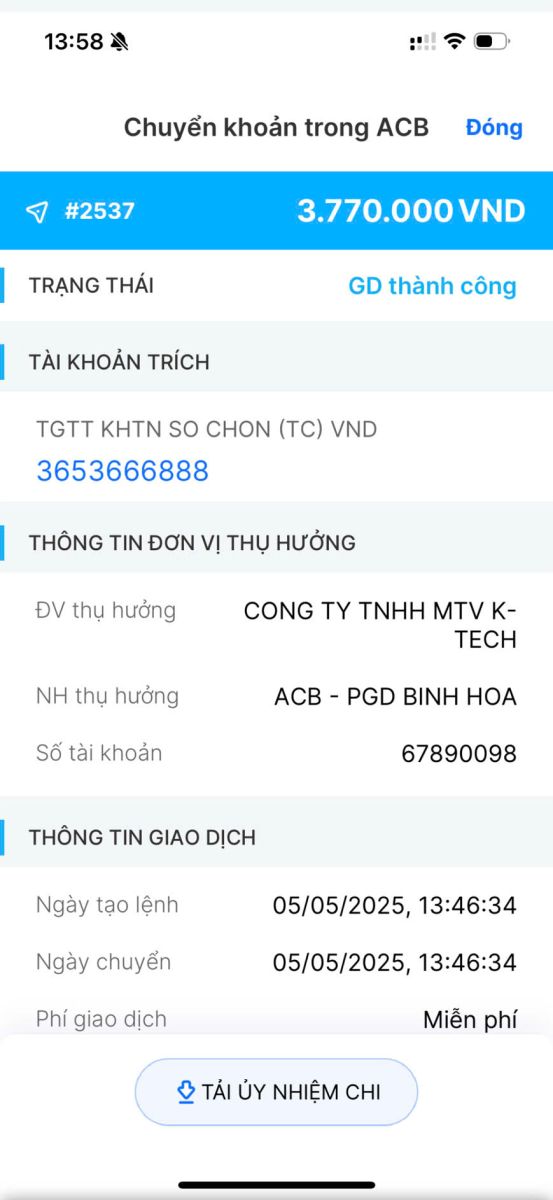 13:58
Chuyển khoản trong ACB Đóng
#2537 3.770.000 VND
TRẠNG THÁI GD thành công
TÀI KHOẢN TRÍCH
TGTT KHTN SO CHON (TC) VND
3653666888
THÔNG TIN ĐƠN VỊ THỤ HƯỞNG
ĐV thụ hưởng CONG TY TNHH MTV K-
TECH
NH thụ hưởng ACB - PGD BINH HOA
Số tài khoản 67890098
THÔNG TIN GIAO DỊCH
Ngày tạo lệnh 05/05/2025, 13:46:34
Ngày chuyển 05/05/2025, 13:46:34
Phí giao dịch Miễn phí
TẢI ỦY NHIỆM CHI